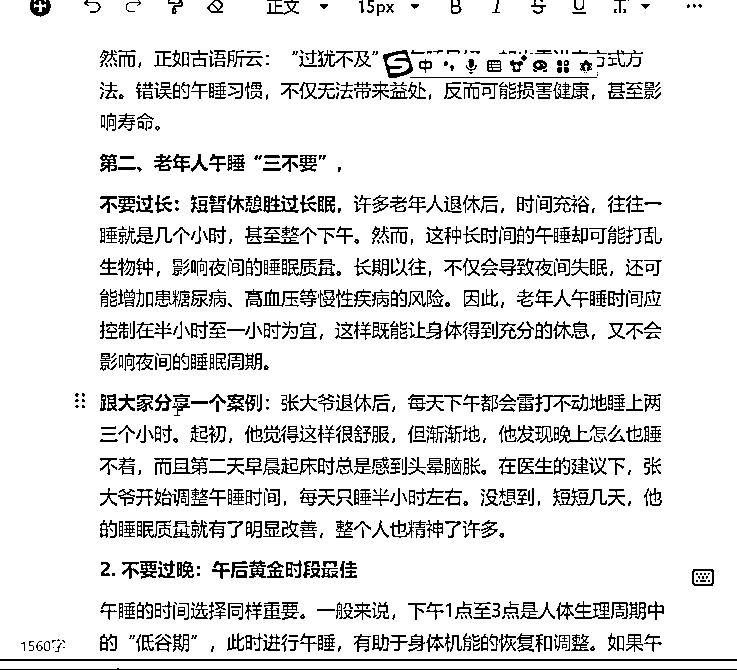 正文 15px B I S U
然而，正如古语所云：“过犹不及”
中 方式方
法。错误的午睡习惯，不仅无法带来益处，反而可能损害健康，甚至影
响寿命。
第二、老年人午睡“三不要”，
不要过长：短暂休憩胜过长眠，许多老年人退休后，时间充裕，往往一
睡就是几个小时，甚至整个下午。然而，这种长时间的午睡却可能打乱
生物钟，影响夜间的睡眠质量。长期以往，不仅会导致夜间失眠，还可
能增加患糖尿病、高血压等慢性疾病的风险。因此，老年人午睡时间应
控制在半小时至一小时为宜，这样既能让身体得到充分的休息，又不会
影响夜间的睡眠周期。
跟大家分享一个案例：张大爷退休后，每天下午都会雷打不动地睡上两
三个小时。起初，他觉得这样很舒服，但渐渐地，他发现晚上怎么也睡
不着，而且第二天早晨起床时总是感到头晕脑胀。在医生的建议下，张
大爷开始调整午睡时间，每天只睡半小时左右。没想到，短短几天，他
的睡眠质量就有了明显改善，整个人也精神了许多。
2. 不要过晚：午后黄金时段最佳
午睡的时间选择同样重要。一般来说，下午1点至3点是人体生理周期中
的“低谷期”，此时进行午睡，有助于身体机能的恢复和调整。如果午
1560字